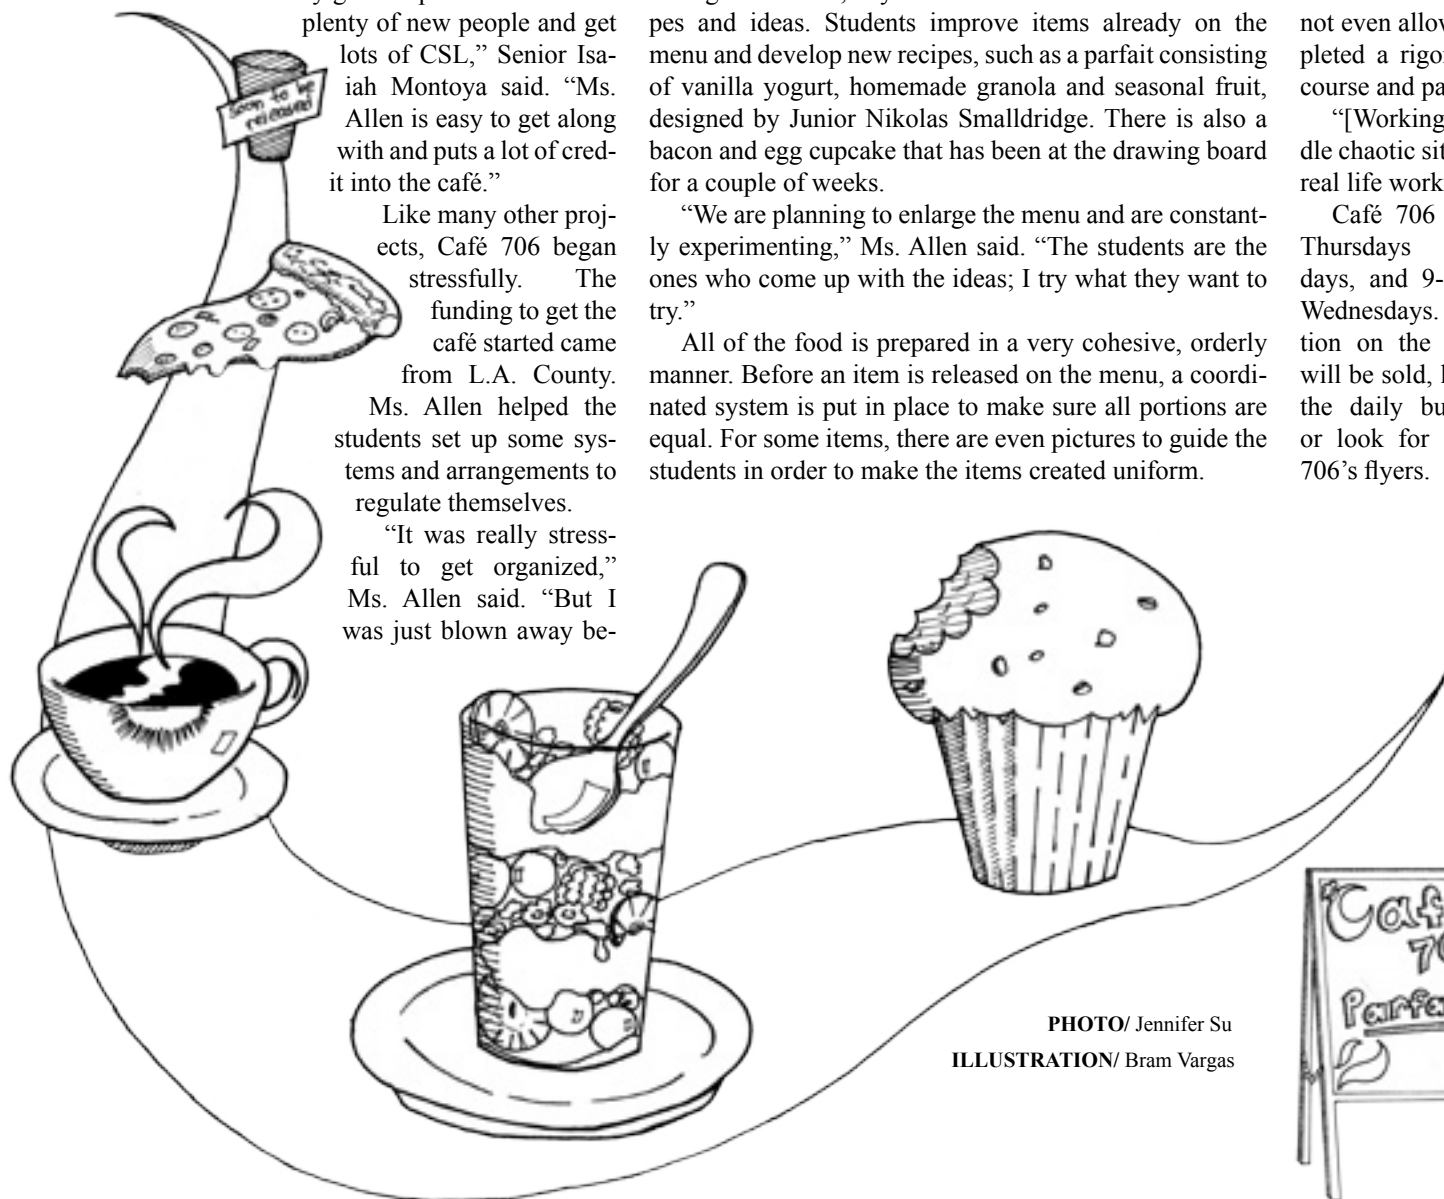 plenty of new people and get
lots of CSL,” Senior Isa-
iah Montoya said. “Ms.
Allen is easy to get along
with and puts a lot of cred-
it into the café.”
Like many other proj-
ects, Café 706 began
stressfully. The
funding to get the
café started came
from L.A. County.
Ms. Allen helped the
students set up some sys-
tems and arrangements to
regulate themselves.
“It was really stress-
ful to get organized,”
Ms. Allen said. “But I
was just blown away be-
pes and ideas. Students improve items already on the
menu and develop new recipes, such as a parfait consisting
of vanilla yogurt, homemade granola and seasonal fruit,
designed by Junior Nikolas Smalldridge. There is also a
bacon and egg cupcake that has been at the drawing board
for a couple of weeks.
“We are planning to enlarge the menu and are constant-
ly experimenting,” Ms. Allen said. “The students are the
ones who come up with the ideas; I try what they want to
try.”
All of the food is prepared in a very cohesive, orderly
manner. Before an item is released on the menu, a coordi-
nated system is put in place to make sure all portions are
equal. For some items, there are even pictures to guide the
students in order to make the items created uniform.
not even allow
pleted a rigo
course and pa
“[Working
dle chaotic sit
real life work
Café 706
Thursdays
days, and 9-
Wednesdays.
tion on the
will be sold, l
the daily bu
or look for
706’s flyers.
soon to be
released
PHOTO/ Jennifer Su
ILLUSTRATION/ Bram Vargas
Caf
70
Parfa